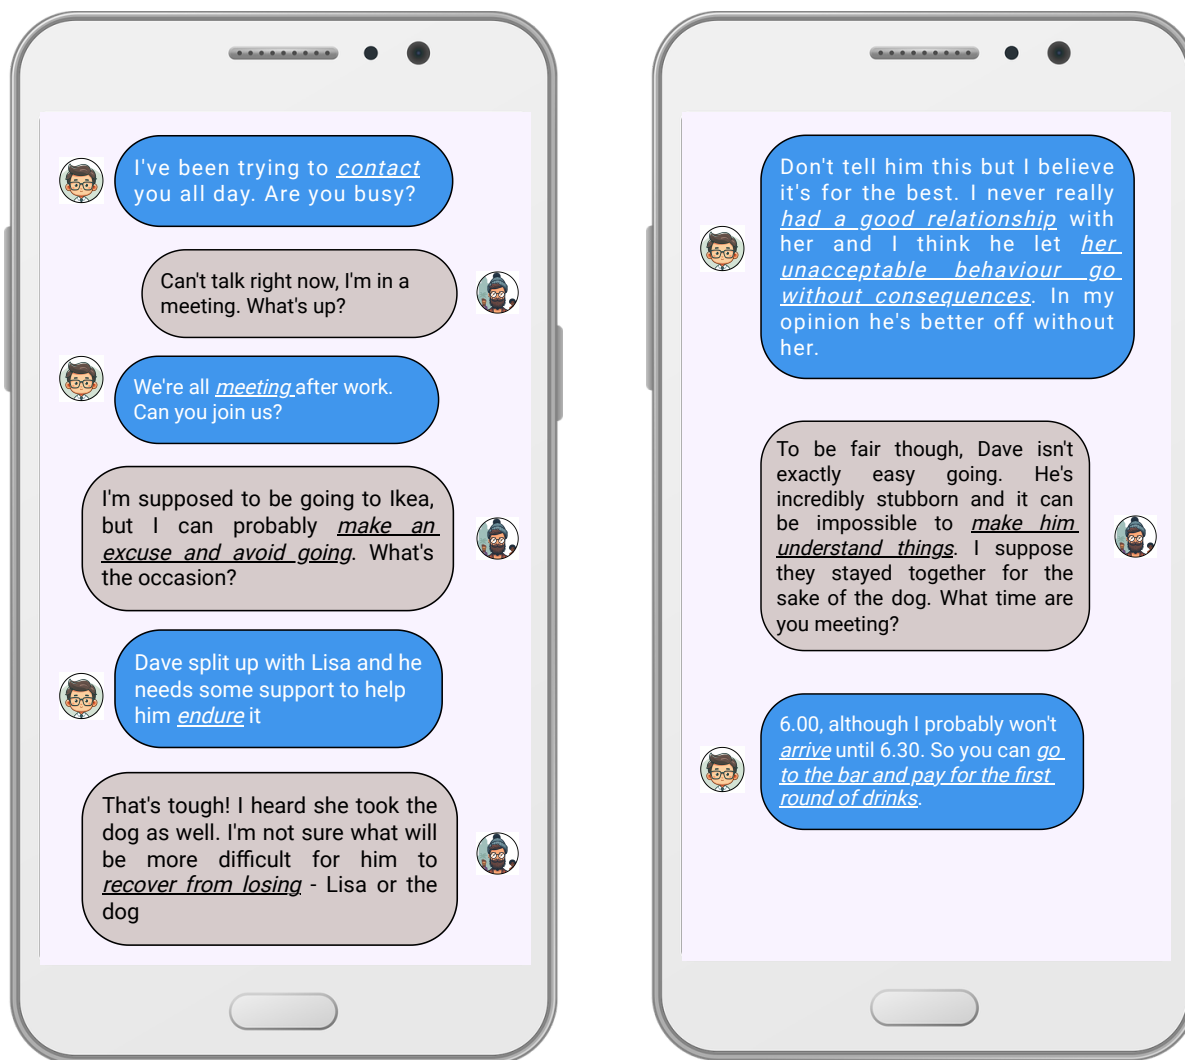 I've been trying to contact
you all day. Are you busy?
Can't talk right now, I'm in a
meeting. What's up?
We're all meeting after work.
Can you join us?
I'm supposed to be going to Ikea,
but I can probably make an
excuse and avoid going. What's
the occasion?
Dave split up with Lisa and he
needs some support to help
him endure it
That's tough! I heard she took the
dog as well. I'm not sure what will
be more difficult for him to
recover from losing - Lisa or the
dog
Don't tell him this but I believe
it's for the best. I never really
had a good relationship with
her and I think he let her
unacceptable behaviour go
without consequences. In my
opinion he's better off without
her.
To be fair though, Dave isn't
exactly easy going. He's
incredibly stubborn and it can
be impossible to make him
understand things. I suppose
they stayed together for the
sake of the dog. What time are
you meeting?
6.00, although I probably won't
arrive until 6.30. So you can go
to the bar and pay for the first
round of drinks.